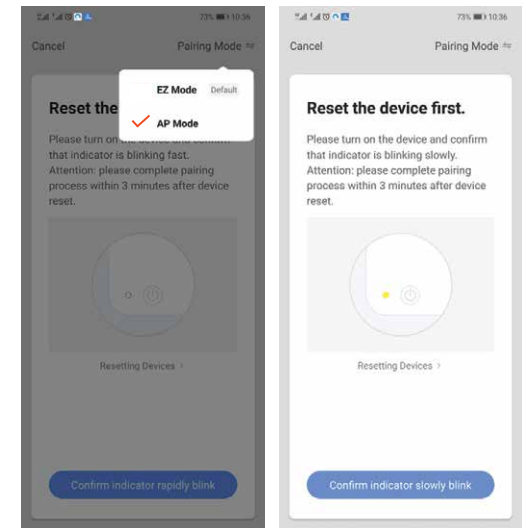 73% 10:36
Cancel
Pairing Mode
EZ Mode Default
AP Mode
Reset the
Please turn on the device and confirm
that indicator is blinking fast.
Attention: please complete pairing
process within 3 minutes after device
reset.
Resetting Devices >
Confirm indicator rapidly blink
73% 10:36
Cancel
Pairing Mode
Reset the device first.
Please turn on the device and confirm
that indicator is blinking slowly.
Attention: please complete pairing
process within 3 minutes after device
reset.
Resetting Devices >
Confirm indicator slowly blink